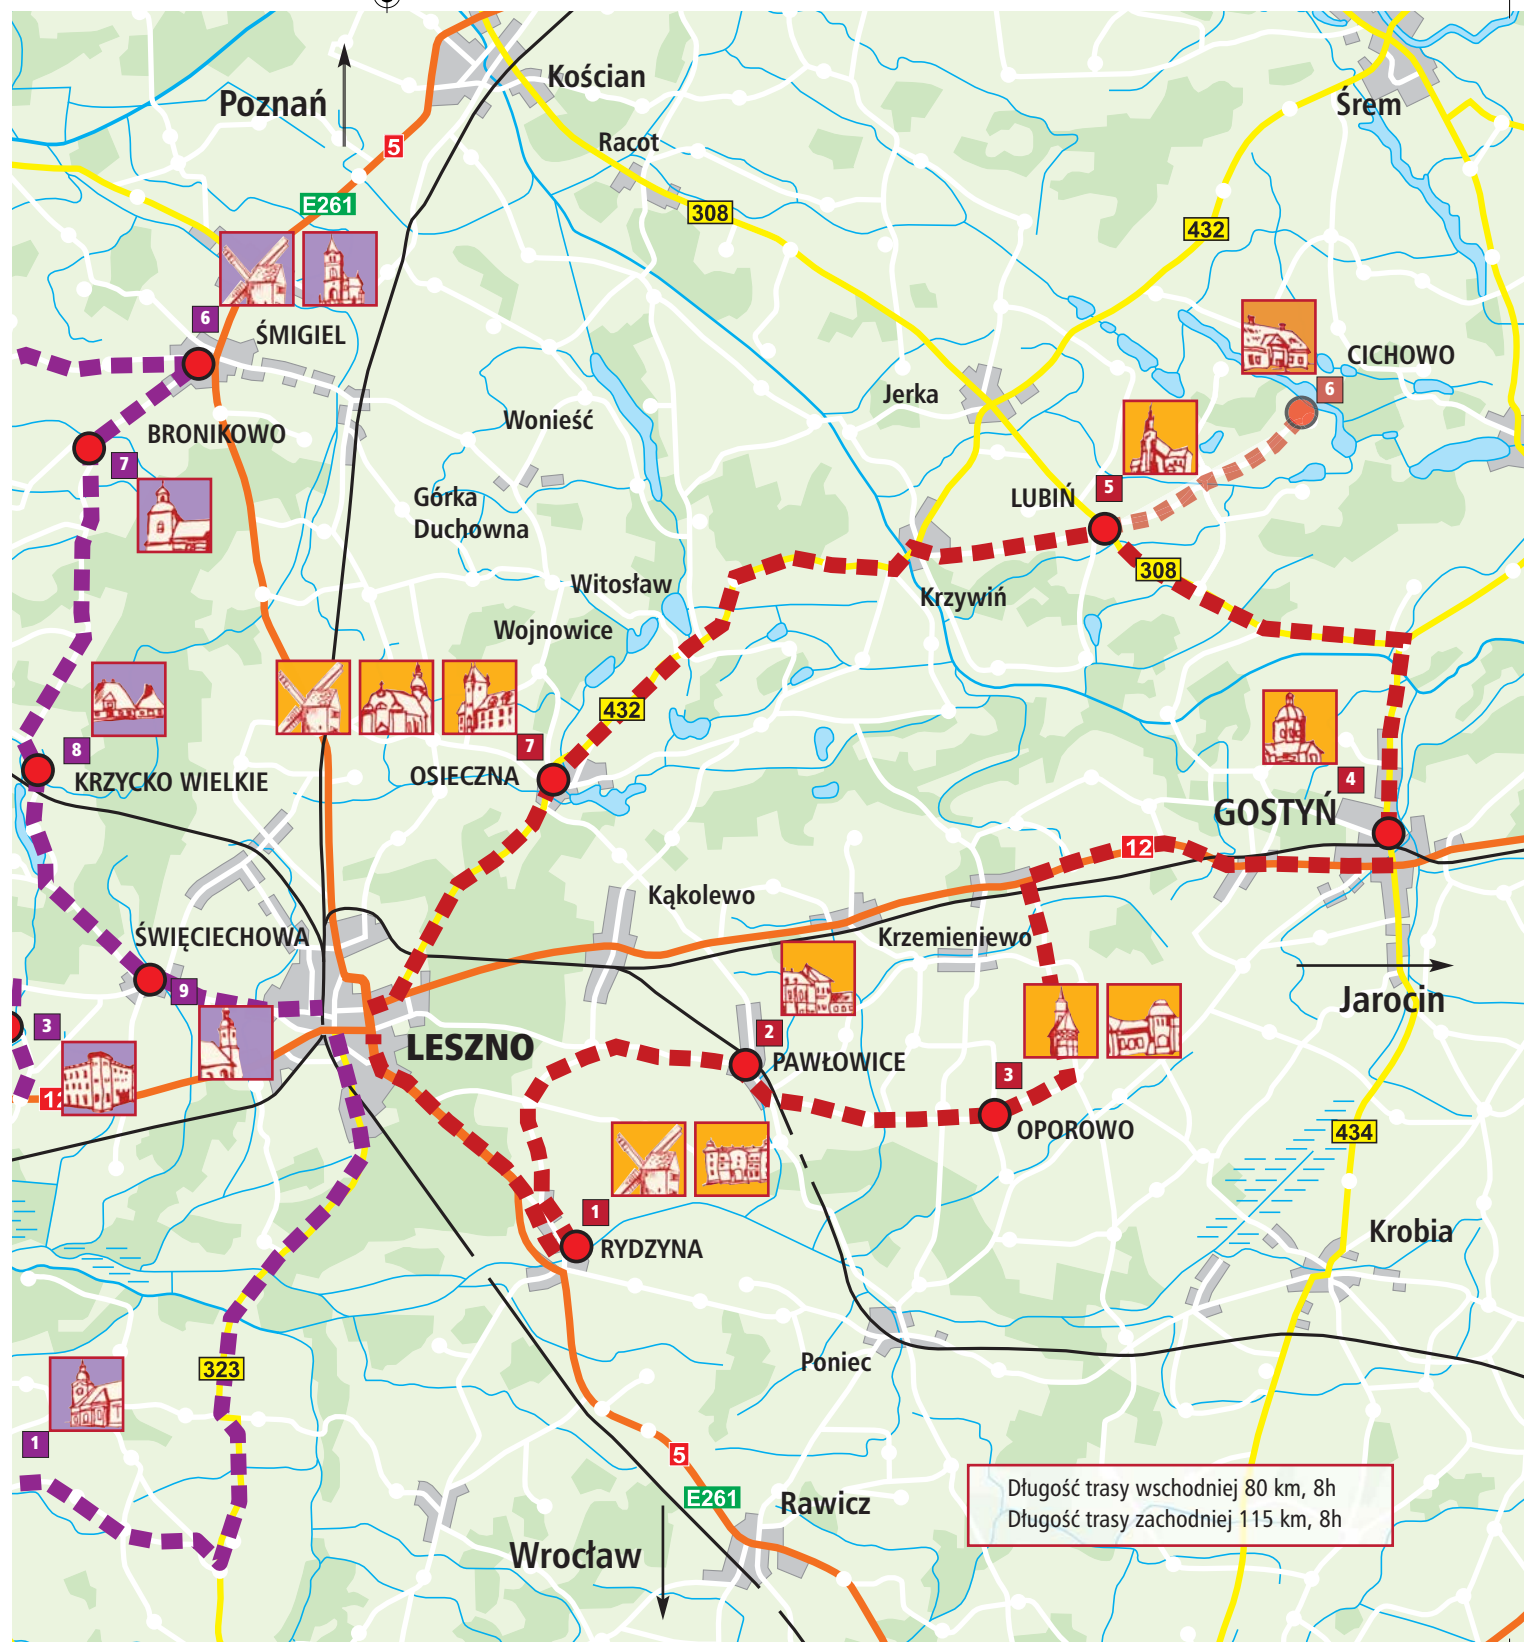 Kościan
Poznań
Śrem
5
Racot
E261
308
432
6
ŚMIGIEL
CICHOWO
6
Jerka
Wonieść
BRONIKOWO
7
5
LUBIŃ
Górka
Duchowna
308
Witosław
Krzywiń
Wojnowice
432
7
8
OSIECZNA
KRZYCKO WIELKIE
4
GOSTYŃ
12
Kąkolewo
ŚWIĘCIECHOWA
Krzemieniewo
9
Jarocin
3
2
LESZNO
PAWŁOWICE
3
12
OPOROWO
434
1
RYDZYNA
Krobia
323
Poniec
1
5
E261
Rawicz
Długość trasy wschodniej 80 km, 8h
Długość trasy zachodniej 115 km, 8h
Wrocław